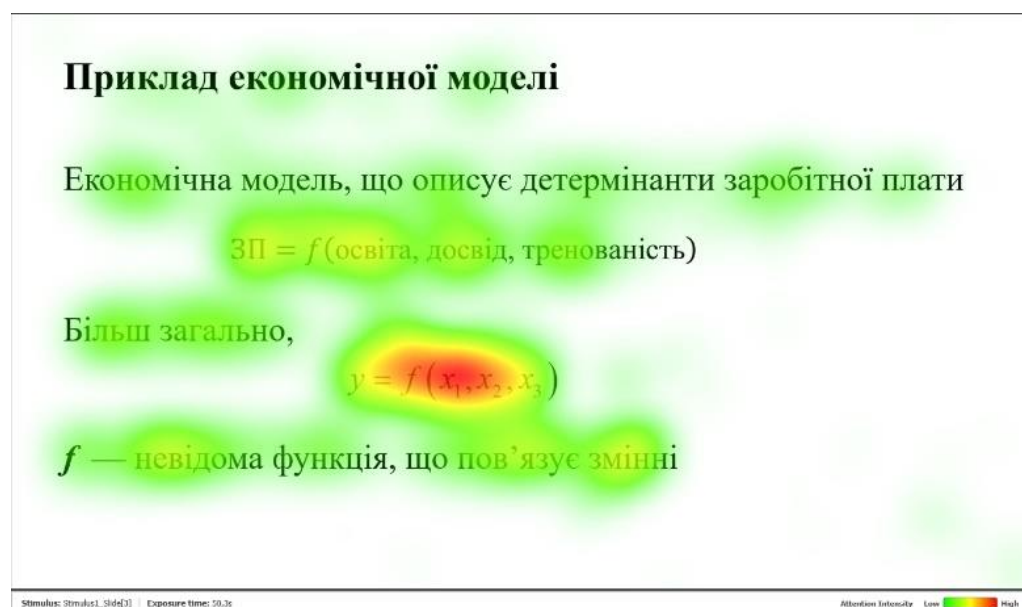 Приклад економічної моделі
Економічна модель, що описує детермінанти заробітної плати
ЗП = f(освіта, досвід, тренованість)
Більш загально,
y = f(x₁, x₂, x₃)
f — невідома функція, що пов’язує змінні
Stimulus: Stimulus1_Slide[3] Exposure time: 50.3s Attention Intensity Low High